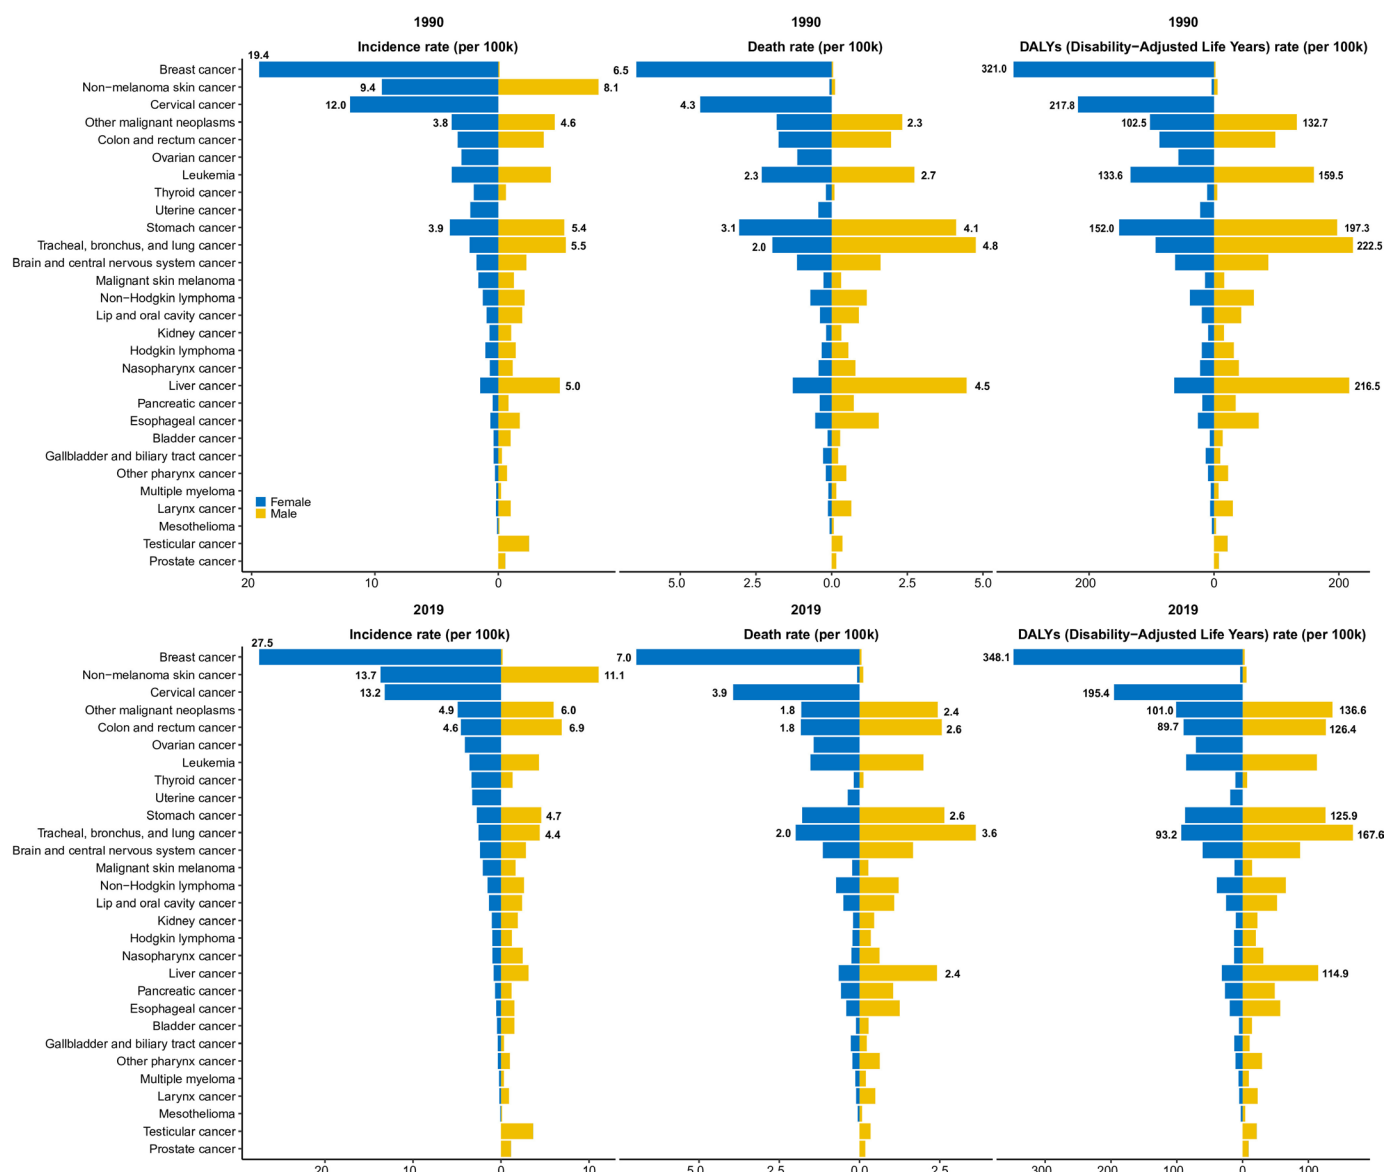 1990 1990 1990
Incidence rate (per 100k) Death rate (per 100k) DALYs (Disability−Adjusted Life Years) rate (per 100k)
Breast cancer 19.4 6.5 321.0
Non−melanoma skin cancer 9.4 8.1
Cervical cancer 12.0 4.3 217.8
Other malignant neoplasms 3.8 4.6 2.3 102.5 132.7
Colon and rectum cancer
Ovarian cancer
Leukemia 2.3 2.7 133.6 159.5
Thyroid cancer
Uterine cancer
Stomach cancer 3.9 5.4 3.1 4.1 152.0 197.3
Tracheal, bronchus, and lung cancer 5.5 2.0 4.8 222.5
Brain and central nervous system cancer
Malignant skin melanoma
Non−Hodgkin lymphoma
Lip and oral cavity cancer
Kidney cancer
Hodgkin lymphoma
Nasopharynx cancer
Liver cancer 5.0 4.5 216.5
Pancreatic cancer
Esophageal cancer
Bladder cancer
Gallbladder and biliary tract cancer
Other pharynx cancer
Multiple myeloma
Female
Larynx cancer
Male
Mesothelioma
Testicular cancer
Prostate cancer
20 10 0 5.0 2.5 0.0 2.5 5.0 200 0 200
2019 2019 2019
Incidence rate (per 100k) Death rate (per 100k) DALYs (Disability−Adjusted Life Years) rate (per 100k)
Breast cancer 27.5 7.0 348.1
Non−melanoma skin cancer 13.7 11.1
Cervical cancer 13.2 3.9 195.4
Other malignant neoplasms 4.9 6.0 1.8 2.4 101.0 136.6
Colon and rectum cancer 4.6 6.9 1.8 2.6 89.7 126.4
Ovarian cancer
Leukemia
Thyroid cancer
Uterine cancer
Stomach cancer 4.7 2.6 125.9
Tracheal, bronchus, and lung cancer 4.4 2.0 3.6 93.2 167.6
Brain and central nervous system cancer
Malignant skin melanoma
Non−Hodgkin lymphoma
Lip and oral cavity cancer
Kidney cancer
Hodgkin lymphoma
Nasopharynx cancer
Liver cancer 2.4 114.9
Pancreatic cancer
Esophageal cancer
Bladder cancer
Gallbladder and biliary tract cancer
Other pharynx cancer
Multiple myeloma
Larynx cancer
Mesothelioma
Testicular cancer
Prostate cancer
20 10 0 10 5.0 2.5 0.0 2.5 300 200 100 0 100